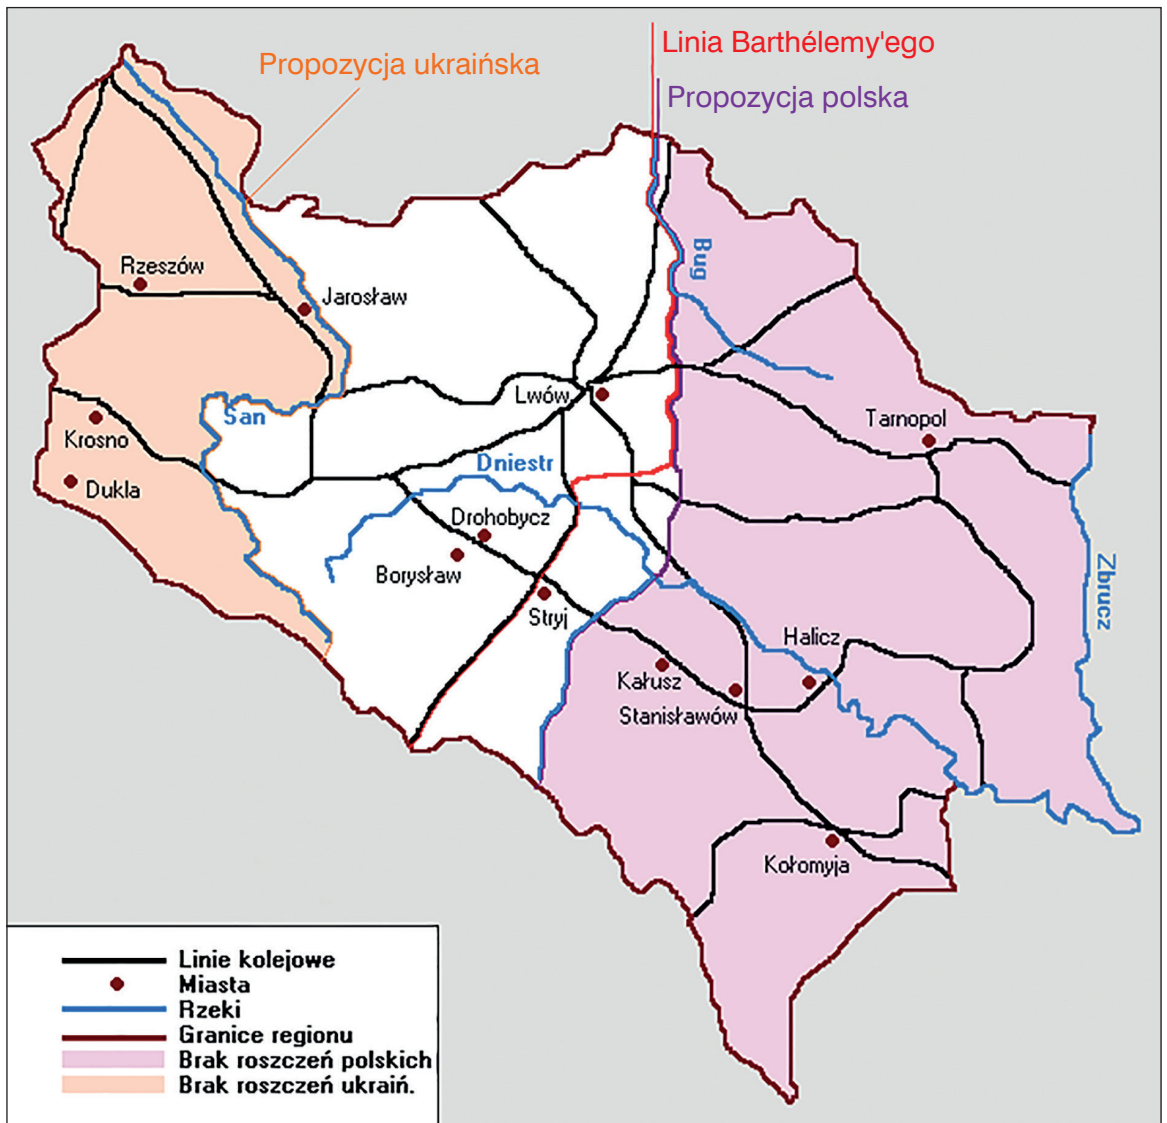 Linia Barthélemy'ego
Propozycja ukraińska
Propozycja polska
Bug
Rzeszów
Jarosław
Lwów
San
Krosno
Tarnopol
Dniestr
Dukla
Drohobycz
Borysław
Zbrucz
Stryj
Halicz
Kałusz
Stanisławów
Kołomyja
Linie kolejowe
Miasta
Rzeki
Granice regionu
Brak roszczeń polskich
Brak roszczeń ukraiń.